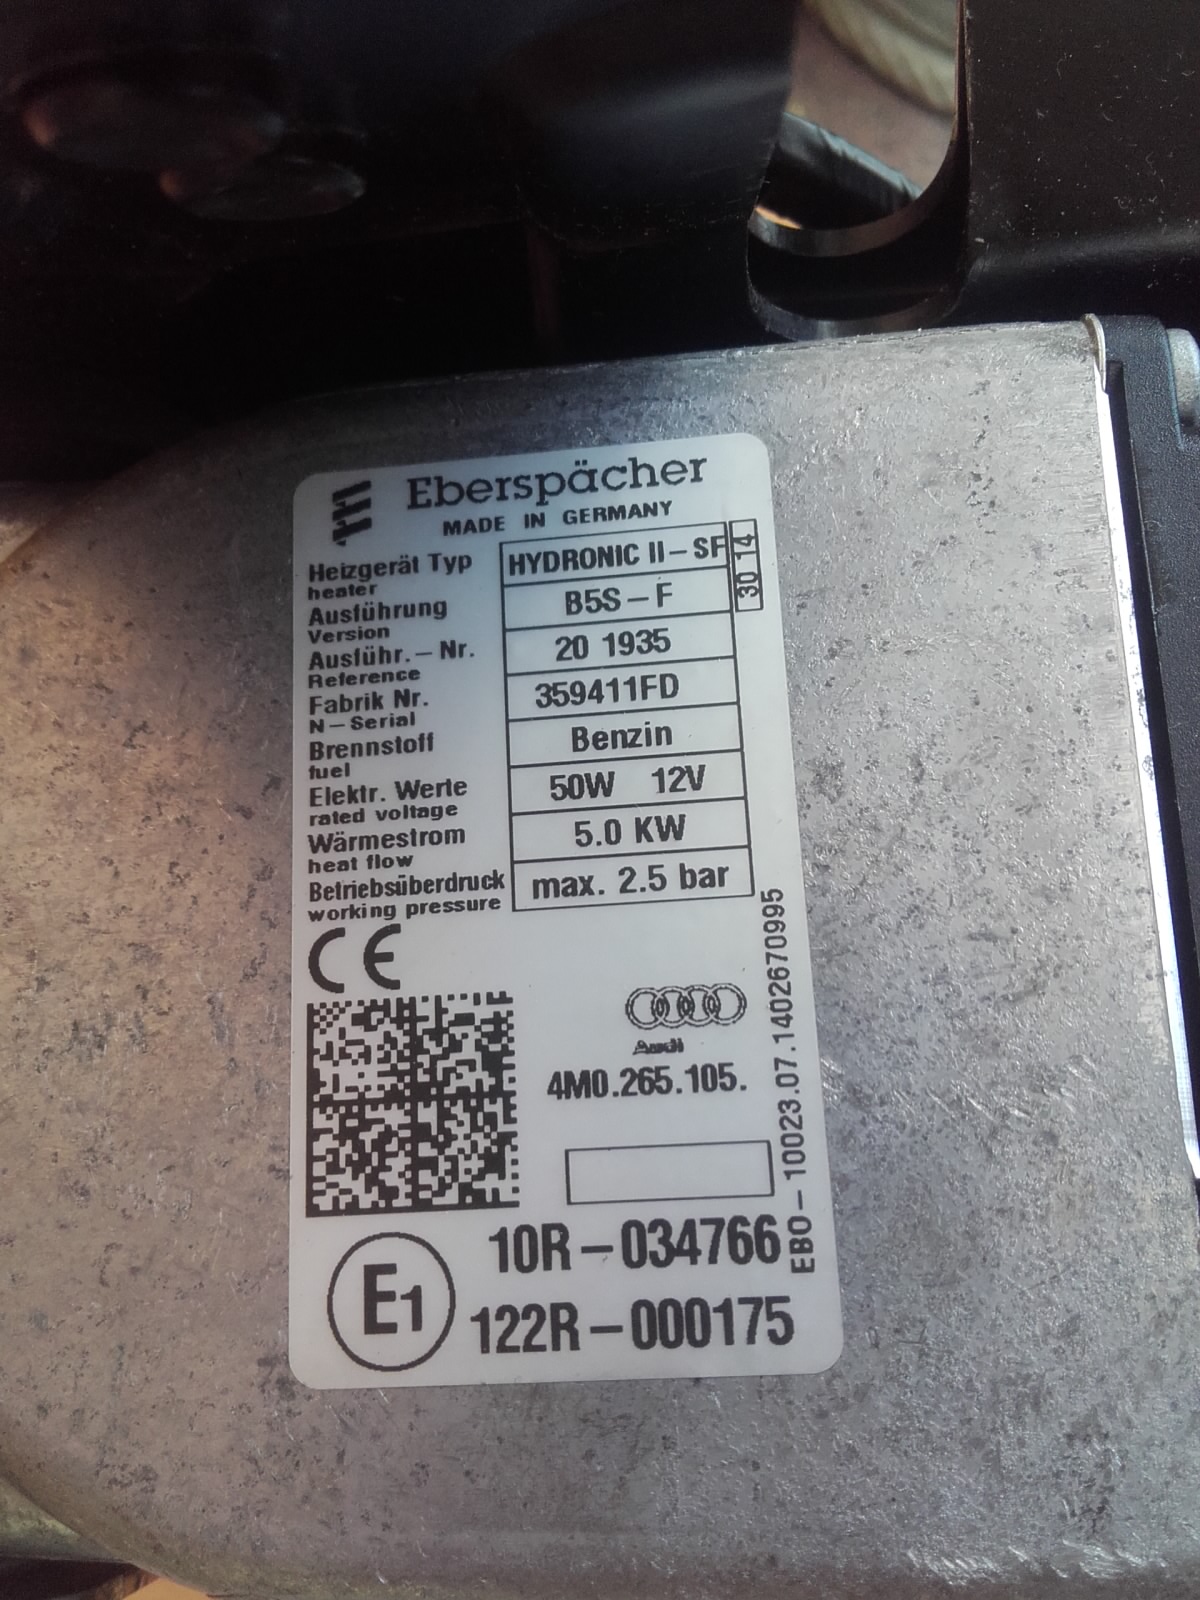 Eberspächer
MADE IN GERMANY
Heizgerät Typ HYDRONIC II-SF 30 14
heater
Ausführung B5S-F
Version
Ausführ.-Nr. 20 1935
Reference
Fabrik Nr. 359411FD
N-Serial
Brennstoff Benzin
fuel
Elektr. Werte 50W 12V
rated voltage
Wärmestrom 5.0 KW
heat flow
Betriebsüberdruck max. 2.5 bar
working pressure
CE
Audi
4M0.265.105.
EBO-10023.07.1402670995
E1
10R-034766
122R-000175